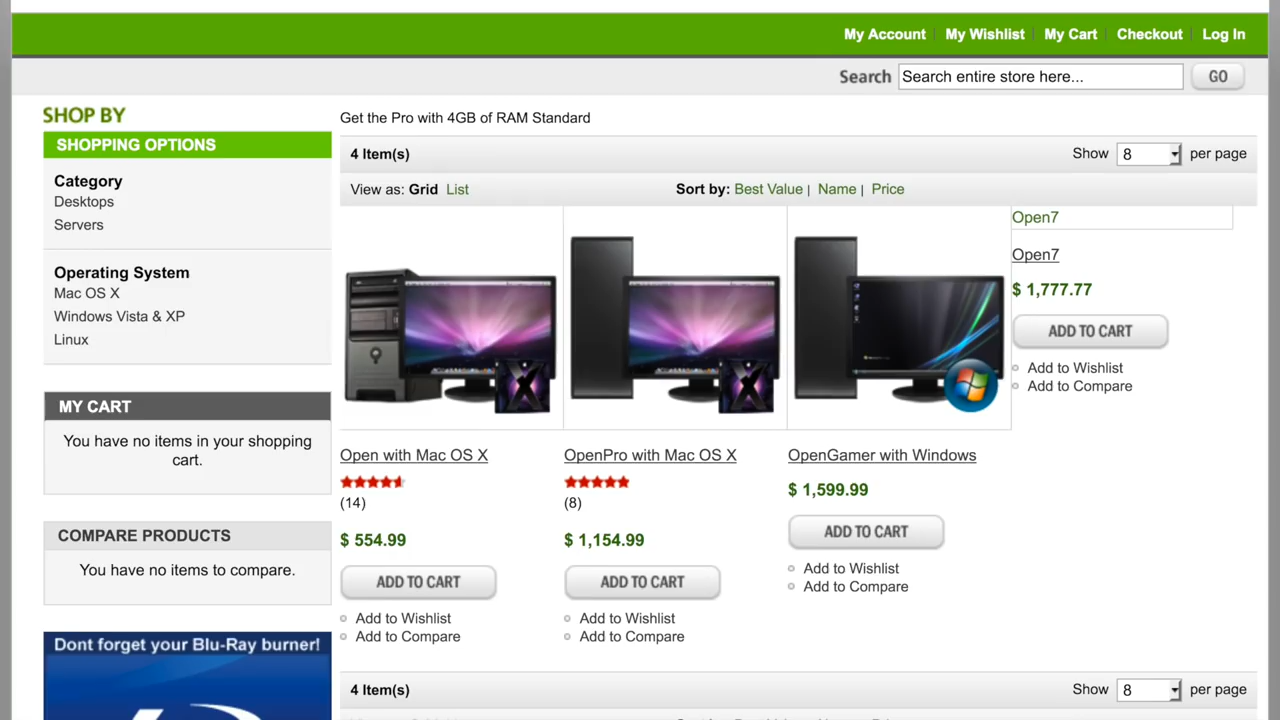 My Account My Wishlist My Cart Checkout Log In
Search Search entire store here... GO
SHOP BY
SHOPPING OPTIONS
Category
Desktops
Servers
Operating System
Mac OS X
Windows Vista & XP
Linux
MY CART
You have no items in your shopping
cart.
COMPARE PRODUCTS
You have no items to compare.
Dont forget your Blu-Ray burner!
Get the Pro with 4GB of RAM Standard
4 Item(s) Show 8 per page
View as: Grid List Sort by: Best Value | Name | Price
Open with Mac OS X
(14)
$ 554.99
ADD TO CART
Add to Wishlist
Add to Compare
OpenPro with Mac OS X
(8)
$ 1,154.99
ADD TO CART
Add to Wishlist
Add to Compare
OpenGamer with Windows
$ 1,599.99
ADD TO CART
Add to Wishlist
Add to Compare
Open7
Open7
$ 1,777.77
ADD TO CART
Add to Wishlist
Add to Compare
4 Item(s) Show 8 per page